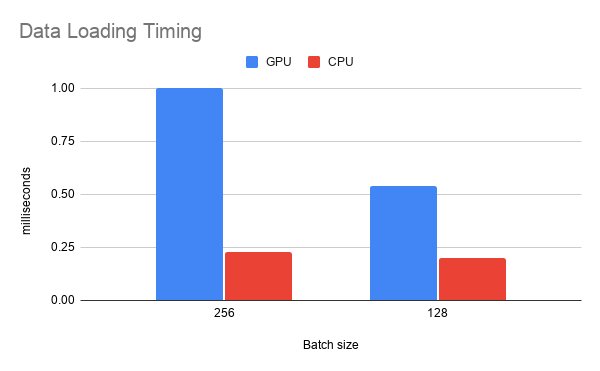 Data Loading Timing
GPU CPU
1.00
0.75
0.50
0.25
0.00
milliseconds
256 128
Batch size